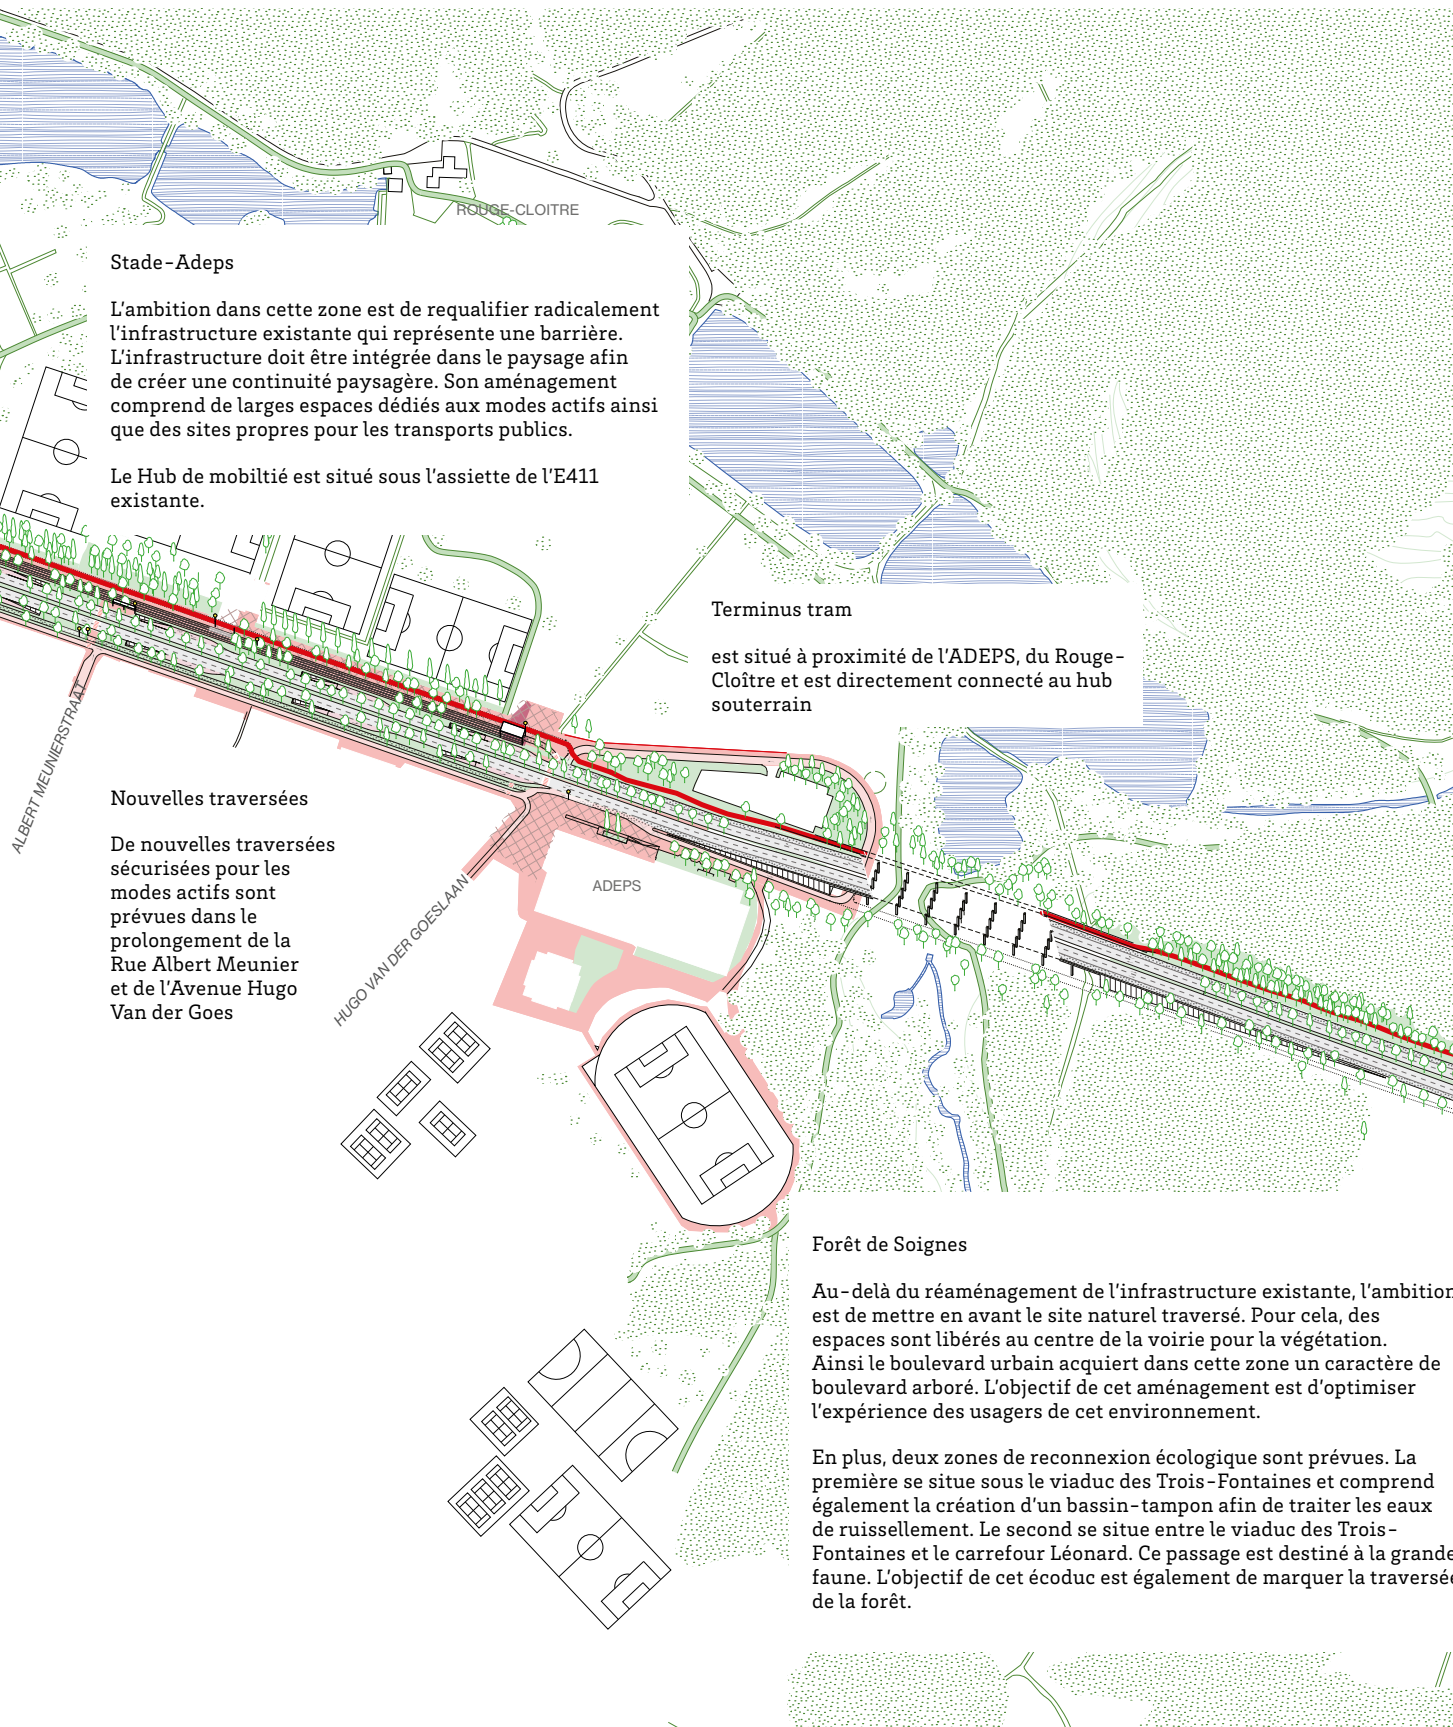 ROUGE-CLOITRE
Stade-Adeps
L'ambition dans cette zone est de requalifier radicalement
l'infrastructure existante qui représente une barrière.
L'infrastructure doit être intégrée dans le paysage afin
de créer une continuité paysagère. Son aménagement
comprend de larges espaces dédiés aux modes actifs ainsi
que des sites propres pour les transports publics.
Le Hub de mobiltié est situé sous l'assiette de l'E411
existante.
Terminus tram
est situé à proximité de l'ADEPS, du Rouge-
Cloître et est directement connecté au hub
souterrain
ALBERT MEUNIERSTRAAT
Nouvelles traversées
De nouvelles traversées
sécurisées pour les
modes actifs sont
prévues dans le
prolongement de la
Rue Albert Meunier
et de l'Avenue Hugo
Van der Goes
HUGO VAN DER GOESLAAN
ADEPS
Forêt de Soignes
Au-delà du réaménagement de l'infrastructure existante, l'ambition
est de mettre en avant le site naturel traversé. Pour cela, des
espaces sont libérés au centre de la voirie pour la végétation.
Ainsi le boulevard urbain acquiert dans cette zone un caractère de
boulevard arboré. L'objectif de cet aménagement est d'optimiser
l'expérience des usagers de cet environnement.
En plus, deux zones de reconnexion écologique sont prévues. La
première se situe sous le viaduc des Trois-Fontaines et comprend
également la création d'un bassin-tampon afin de traiter les eaux
de ruissellement. Le second se situe entre le viaduc des Trois-
Fontaines et le carrefour Léonard. Ce passage est destiné à la grande
faune. L'objectif de cet écoduc est également de marquer la traversée
de la forêt.